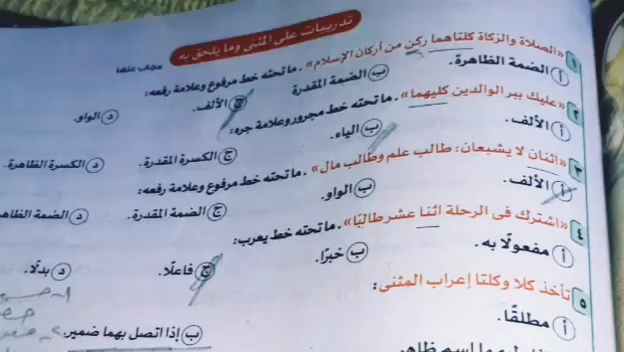 تدريبات على المثنى وما يلحق به
مجاب عنها
١ «الصلاة والزكاة كلتاهما ركن من أركان الإسلام». ما تحته خط مرفوع وعلامة رفعه:
أ الضمة الظاهرة. ب الضمة المقدرة ج الألف. د الواو.
٢ «عليك ببر الوالدين كليهما». ما تحته خط مجرور وعلامة جره:
أ الألف. ب الياء. ج الكسرة المقدرة. د الكسرة الظاهرة.
٣ «اثنان لا يشبعان: طالب علم وطالب مال». ما تحته خط مرفوع وعلامة رفعه:
أ الألف. ب الواو. ج الضمة المقدرة. د الضمة
٤ «اشترك في الرحلة اثنا عشر طالبًا». ما تحته خط يعرب:
أ مفعولًا به. ب خبرًا. ج فاعلًا. د بدلًا.
٥ تأخذ كلا وكلتا إعراب المثنى:
أ مطلقًا. ب إذا اتصل بهما ضمير.
اسم ظاهر